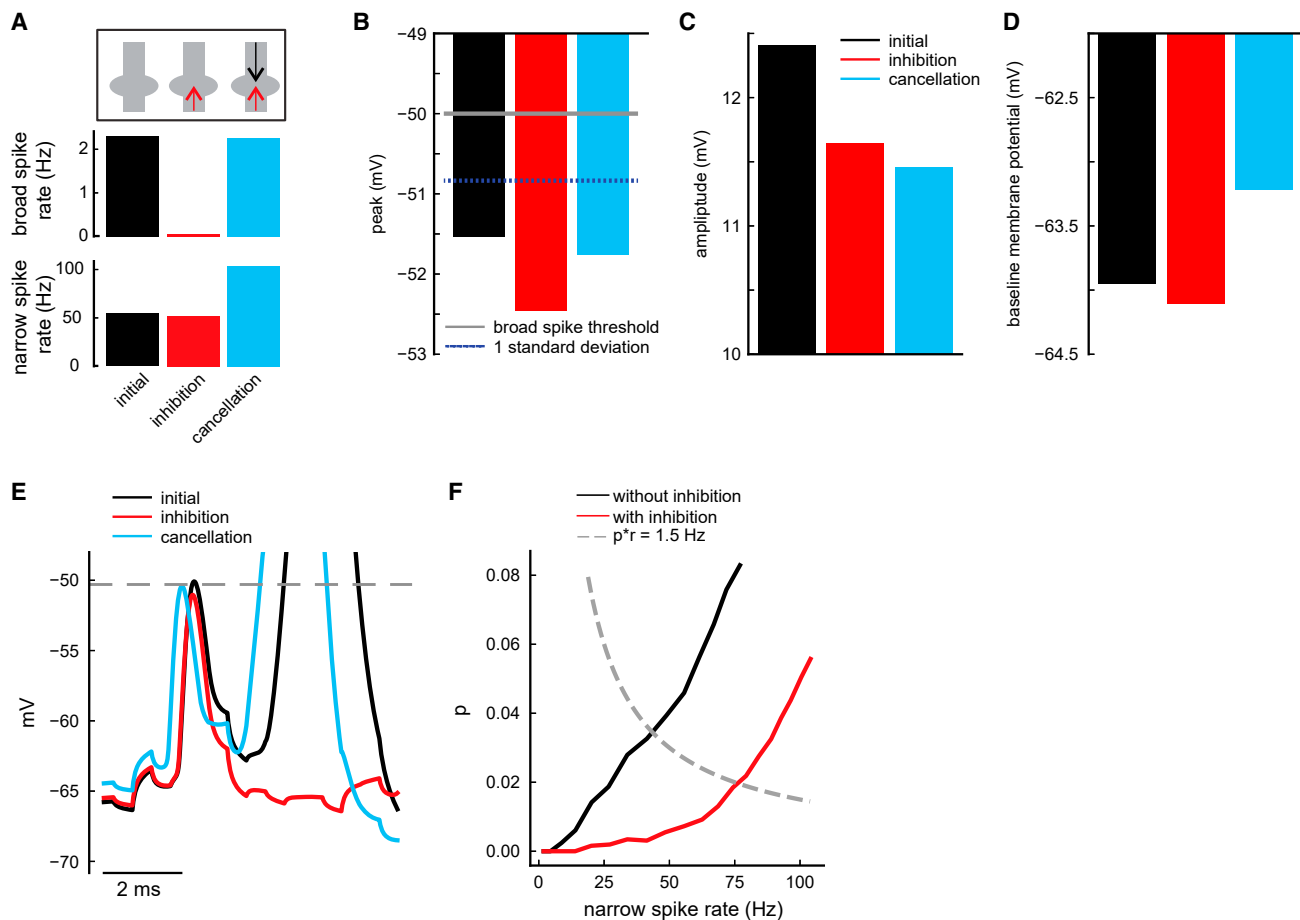 A
broad spike
rate (Hz)
2
1
0
narrow spike
rate (Hz)
100
50
0
initial
inhibition
cancellation
B
peak (mV)
−49
−50
−51
−52
−53
broad spike threshold
1 standard deviation
C
initial
inhibition
cancellation
ampliptude (mV)
12
11
10
D
baseline membrane potential (mV)
−62.5
−63.5
−64.5
E
initial
inhibition
cancellation
mV
−50
−55
−60
−65
−70
2 ms
F
without inhibition
with inhibition
p*r = 1.5 Hz
p
0.08
0.06
0.04
0.02
0.00
0
25
50
75
100
narrow spike rate (Hz)